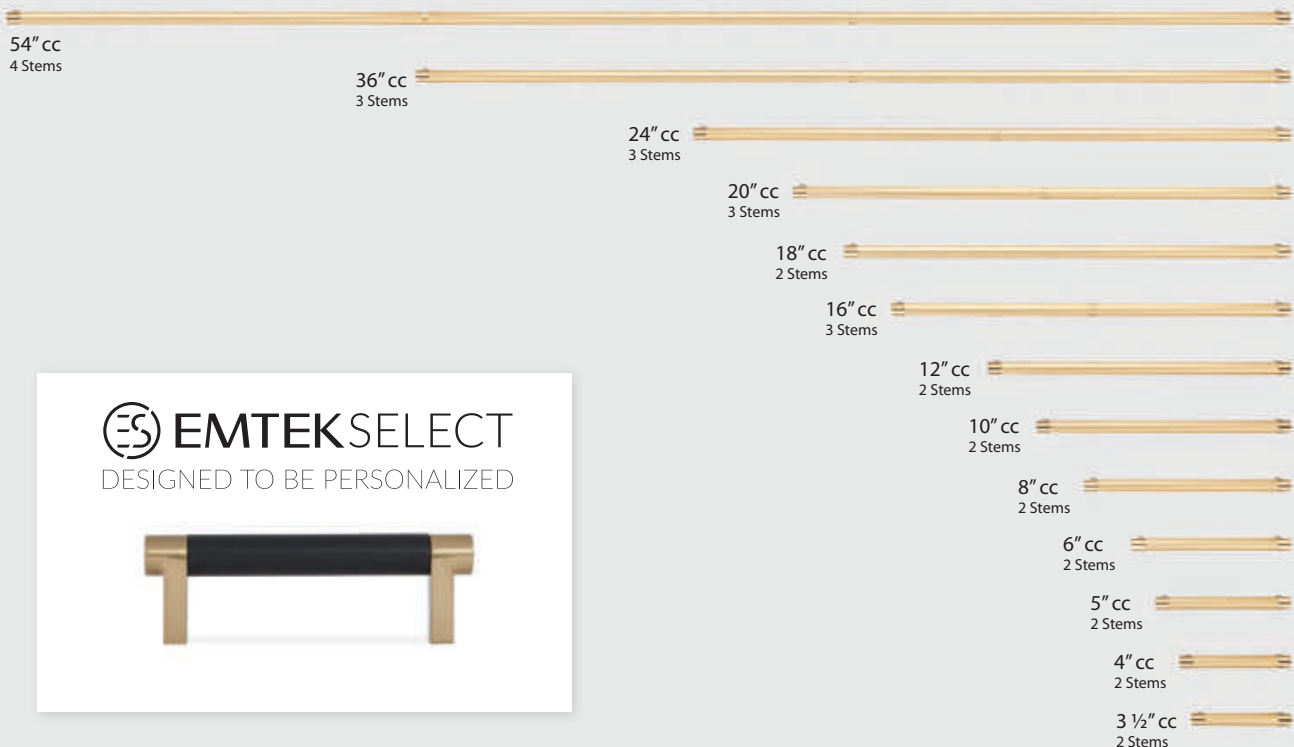 54" cc
4 Stems
36" cc
3 Stems
24" cc
3 Stems
20" cc
3 Stems
18" cc
2 Stems
16" cc
3 Stems
12" cc
2 Stems
10" cc
2 Stems
8" cc
2 Stems
6" cc
2 Stems
5" cc
2 Stems
4" cc
2 Stems
3 ½" cc
2 Stems
ES EMTEK SELECT
DESIGNED TO BE PERSONALIZED